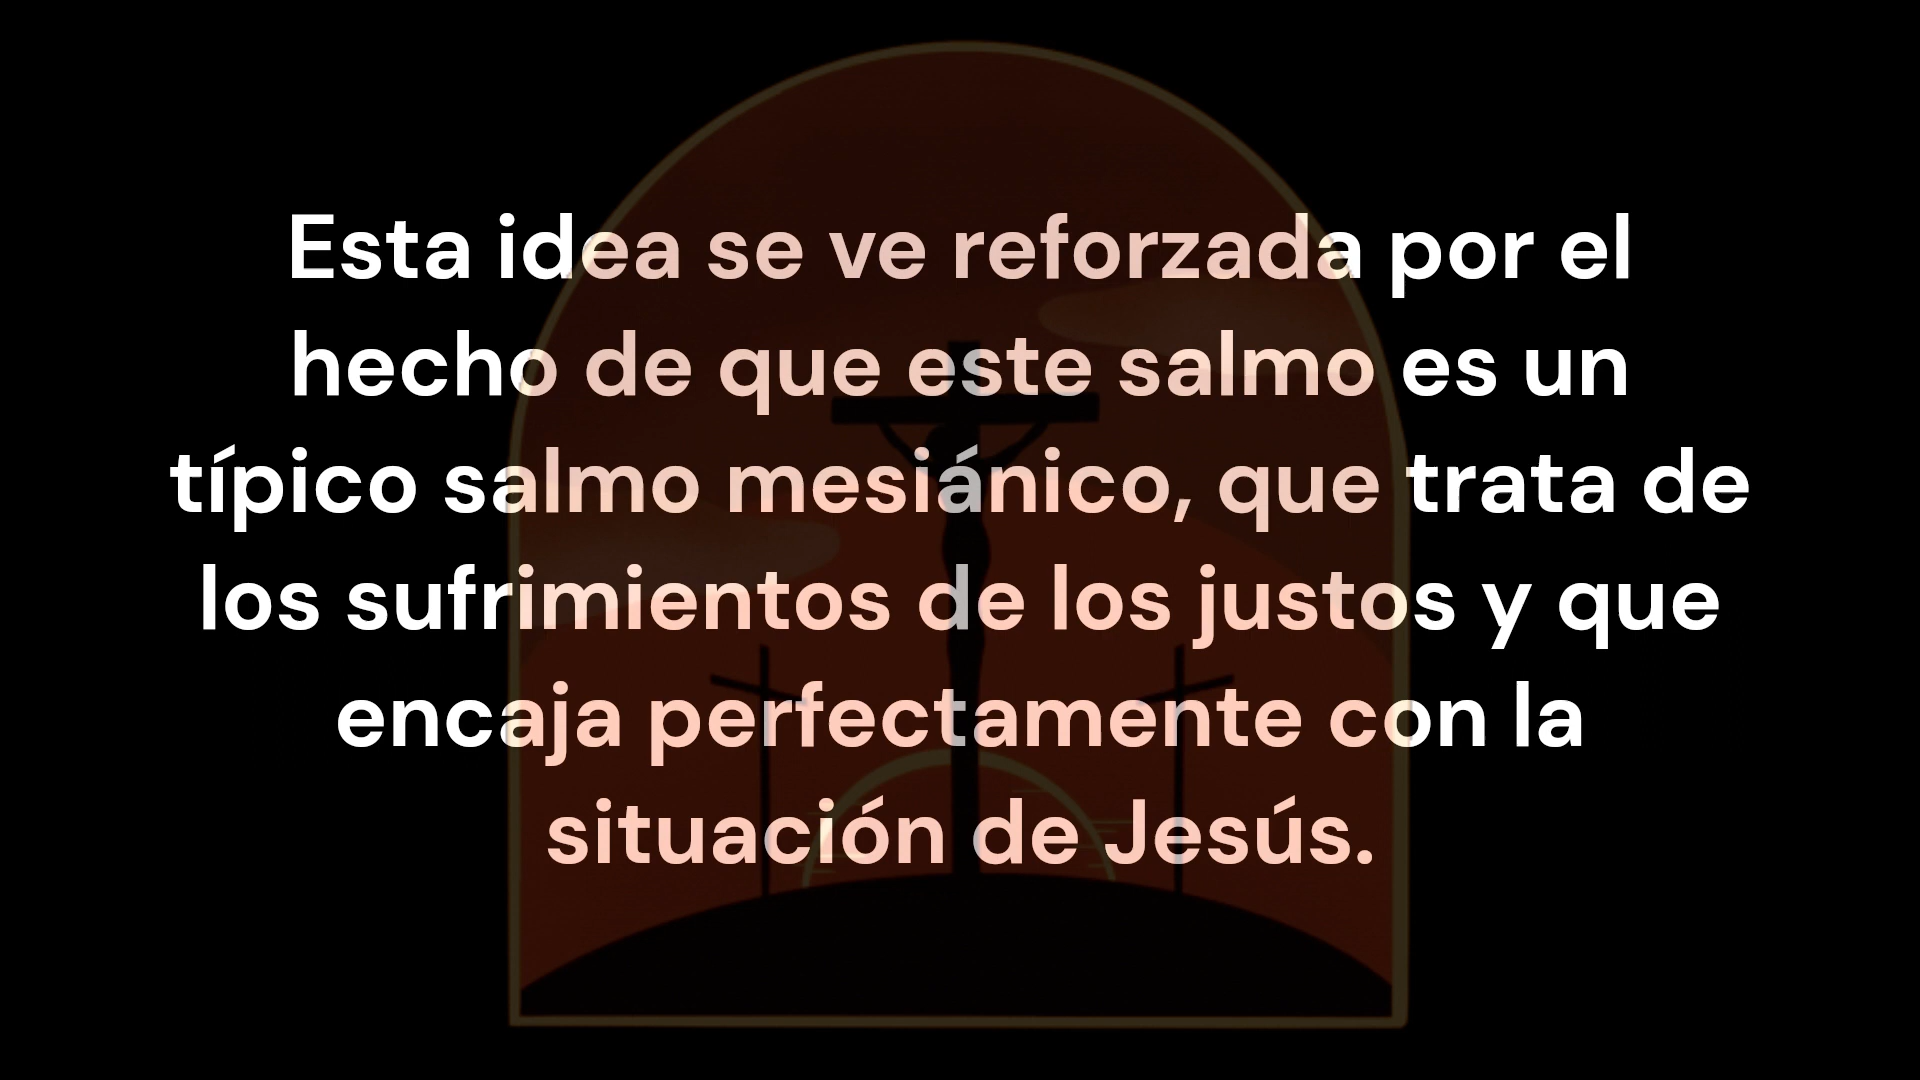 Esta idea se ve reforzada por el
hecho de que este salmo es un
típico salmo mesiánico, que trata de
los sufrimientos de los justos y que
encaja perfectamente con la
situación de Jesús.